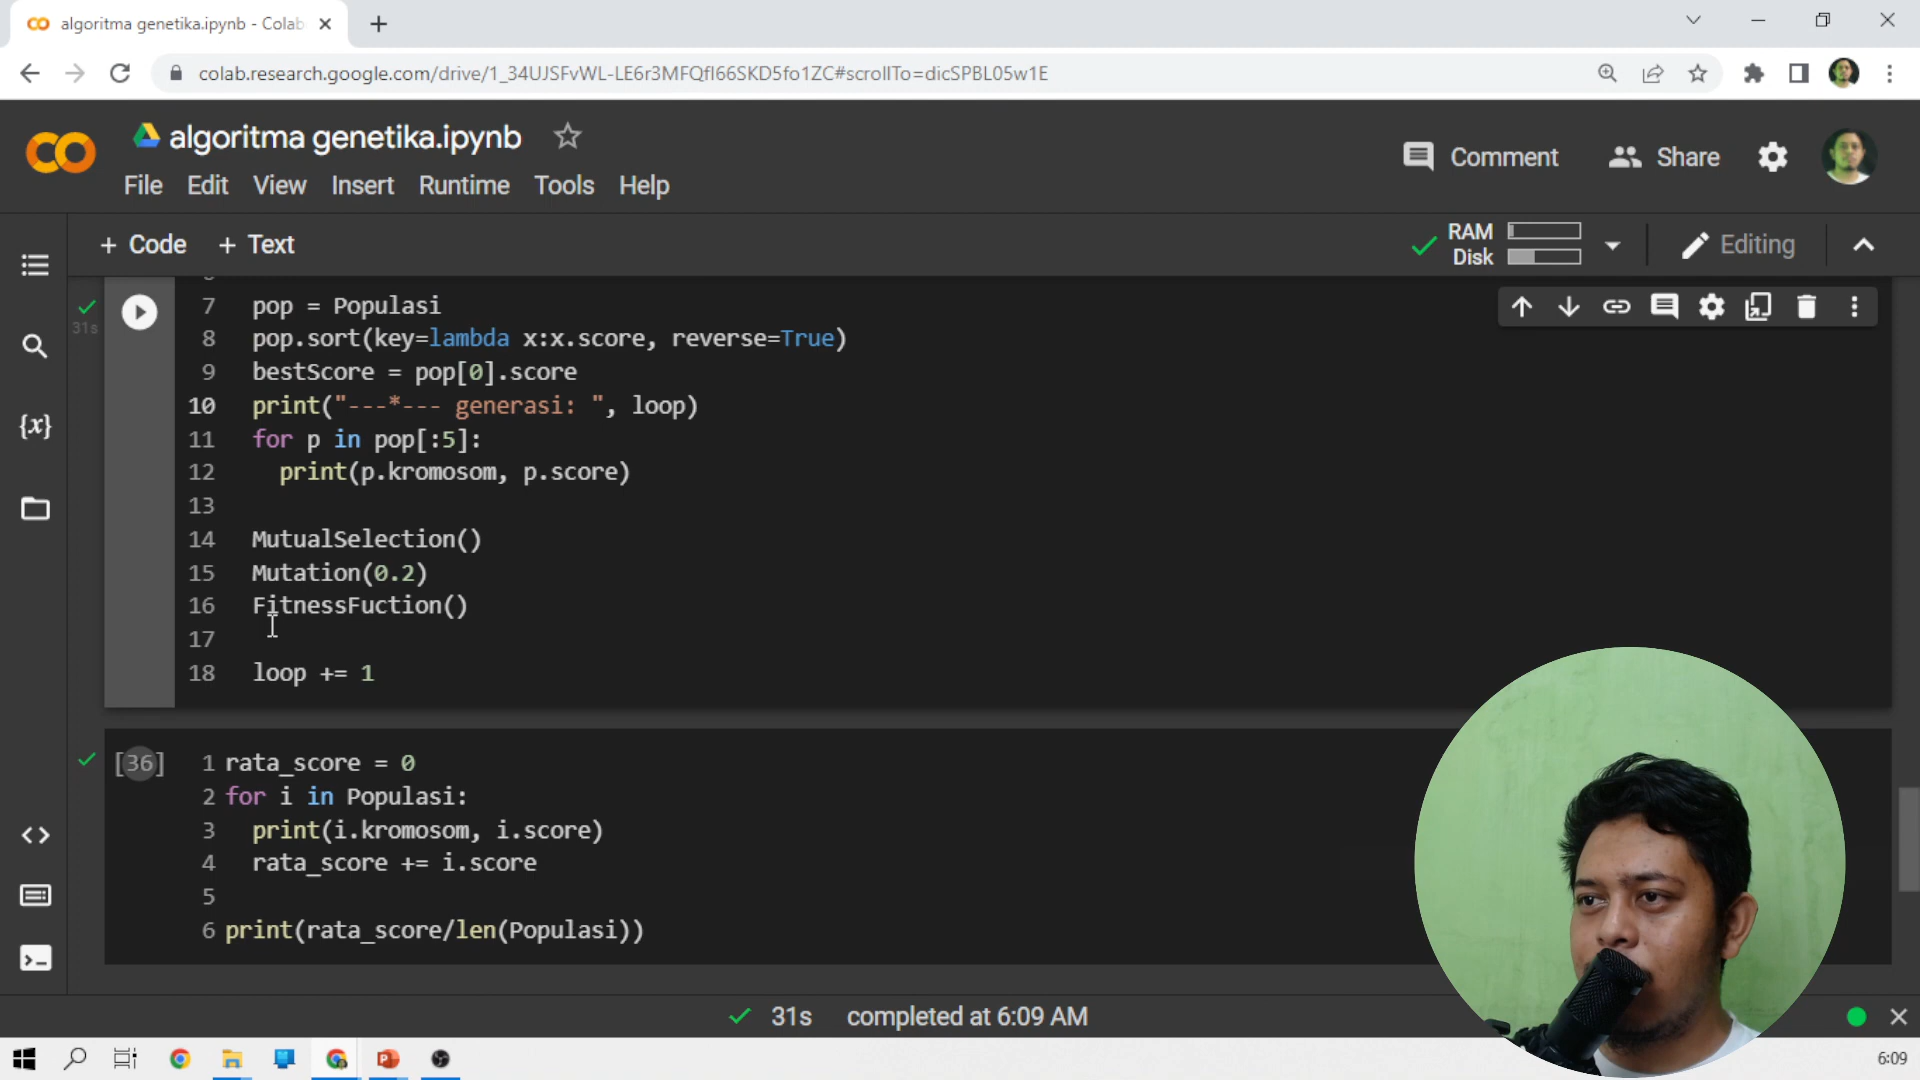 algoritma genetika.ipynb - Colab
colab.research.google.com/drive/1_34UJSFvWL-LE6r3MFQfI66SKD5fo1ZC#scrollTo=dicSPBL05w1E
algoritma genetika.ipynb
Comment
Share
File Edit View Insert Runtime Tools Help
+ Code + Text
RAM
Disk
Editing
31s
7 pop = Populasi
8 pop.sort(key=lambda x:x.score, reverse=True)
9 bestScore = pop[0].score
10 print("---*--- generasi: ", loop)
11 for p in pop[:5]:
12 print(p.kromosom, p.score)
13
14 MutualSelection()
15 Mutation(0.2)
16 FitnessFuction()
17
18 loop += 1
[36]
1 rata_score = 0
2 for i in Populasi:
3 print(i.kromosom, i.score)
4 rata_score += i.score
5
6 print(rata_score/len(Populasi))
{x}
31s completed at 6:09 AM
6:09